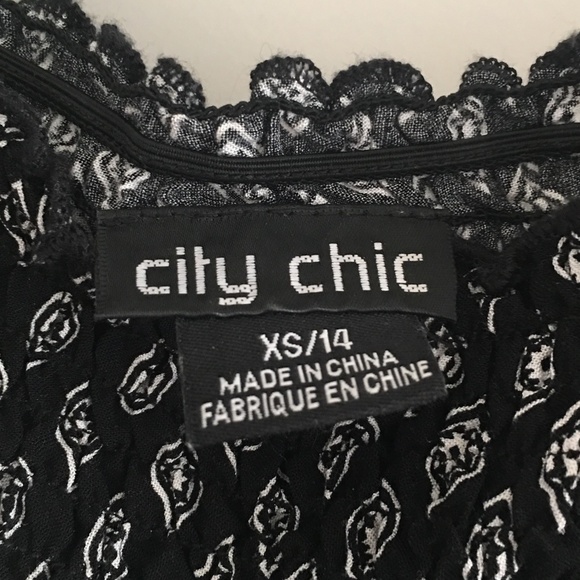 city chic
XS/14
MADE IN CHINA
FABRIQUE EN CHINE